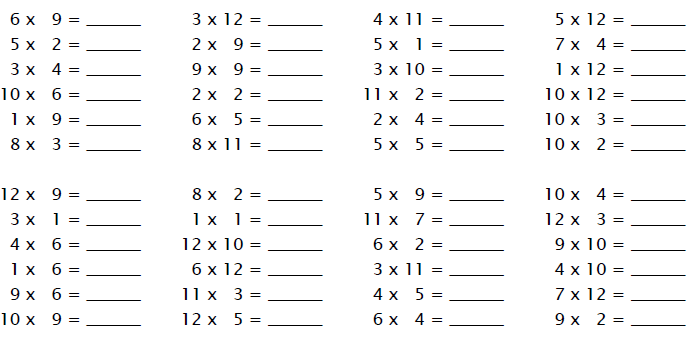 6 x 9 = ______ 3 x 12 = ______ 4 x 11 = ______ 5 x 12 = ______
5 x 2 = ______ 2 x 9 = ______ 5 x 1 = ______ 7 x 4 = ______
3 x 4 = ______ 9 x 9 = ______ 3 x 10 = ______ 1 x 12 = ______
10 x 6 = ______ 2 x 2 = ______ 11 x 2 = ______ 10 x 12 = ______
1 x 9 = ______ 6 x 5 = ______ 2 x 4 = ______ 10 x 3 = ______
8 x 3 = ______ 8 x 11 = ______ 5 x 5 = ______ 10 x 2 = ______
12 x 9 = ______ 8 x 2 = ______ 5 x 9 = ______ 10 x 4 = ______
3 x 1 = ______ 1 x 1 = ______ 11 x 7 = ______ 12 x 3 = ______
4 x 6 = ______ 12 x 10 = ______ 6 x 2 = ______ 9 x 10 = ______
1 x 6 = ______ 6 x 12 = ______ 3 x 11 = ______ 4 x 10 = ______
9 x 6 = ______ 11 x 3 = ______ 4 x 5 = ______ 7 x 12 = ______
10 x 9 = ______ 12 x 5 = ______ 6 x 4 = ______ 9 x 2 = ______